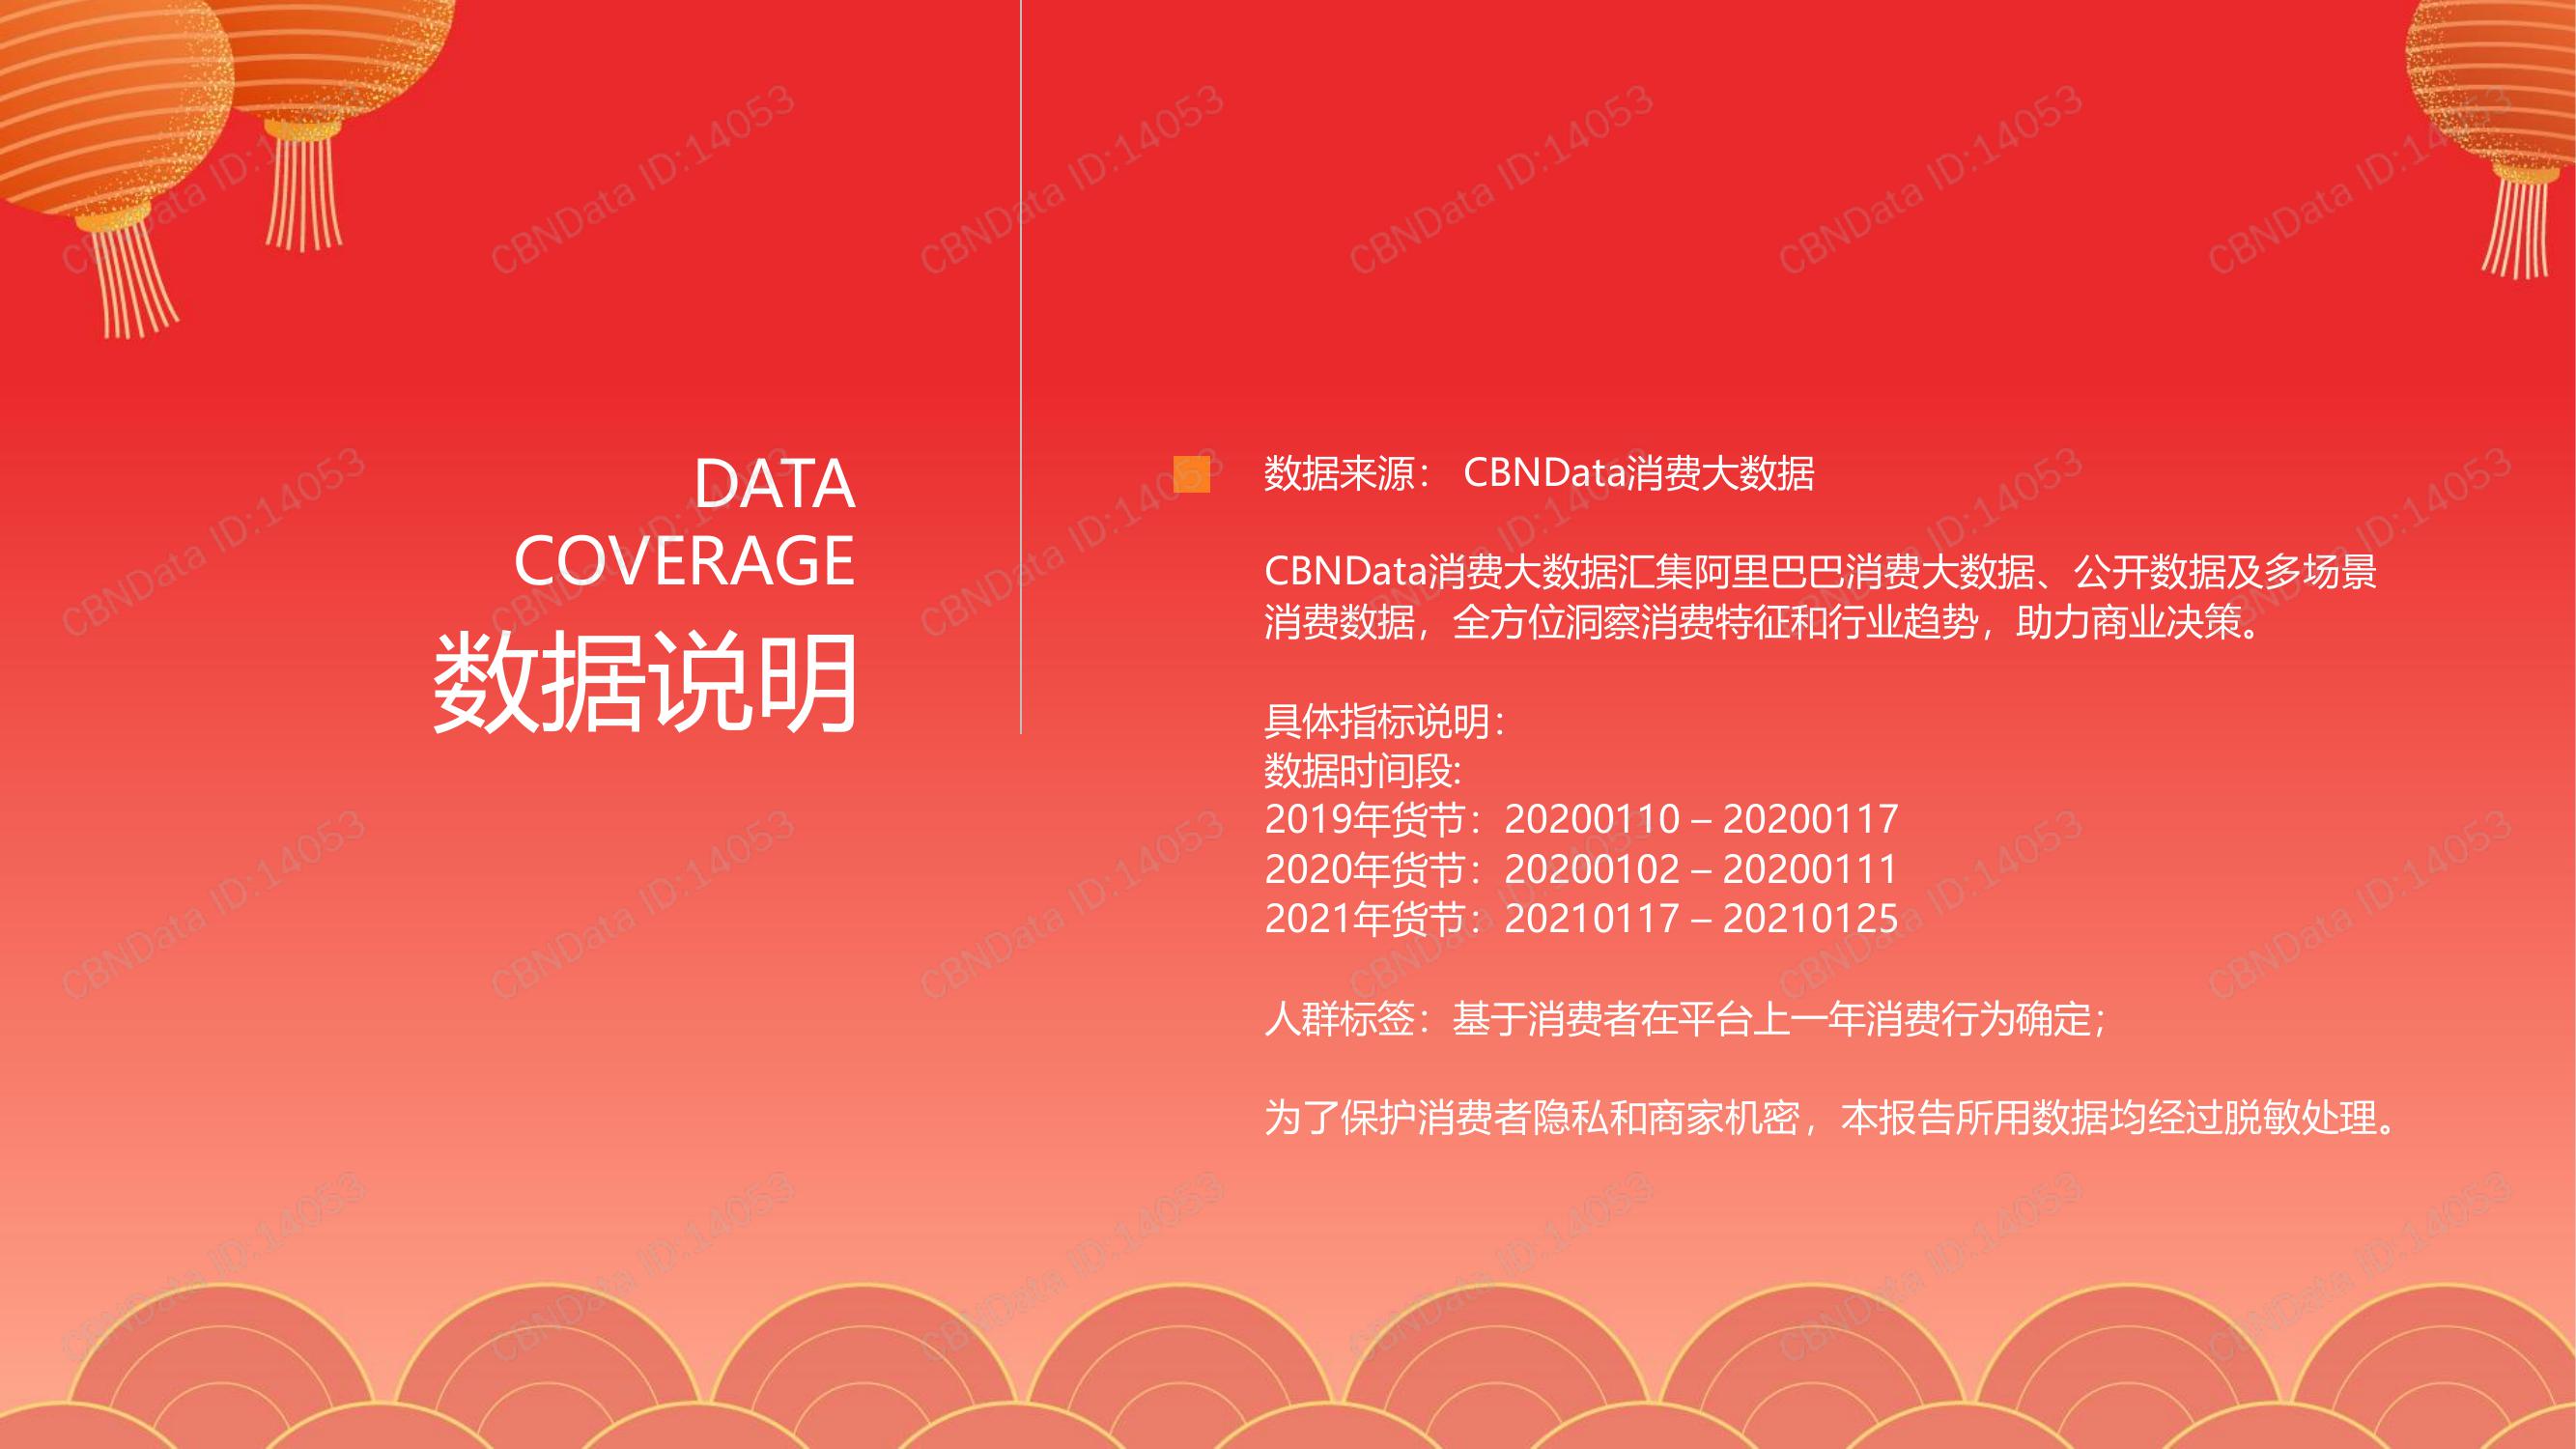 DATA
COVERAGE
数据说明
数据来源： CBNData消费大数据
CBNData消费大数据汇集阿里巴巴消费大数据、公开数据及多场景
消费数据，全方位洞察消费特征和行业趋势，助力商业决策。
具体指标说明：
数据时间段:
2019年货节：20200110 – 20200117
2020年货节：20200102 – 20200111
2021年货节：20210117 – 20210125
人群标签：基于消费者在平台上一年消费行为确定；
为了保护消费者隐私和商家机密，本报告所用数据均经过脱敏处理。
CBNData ID:14053